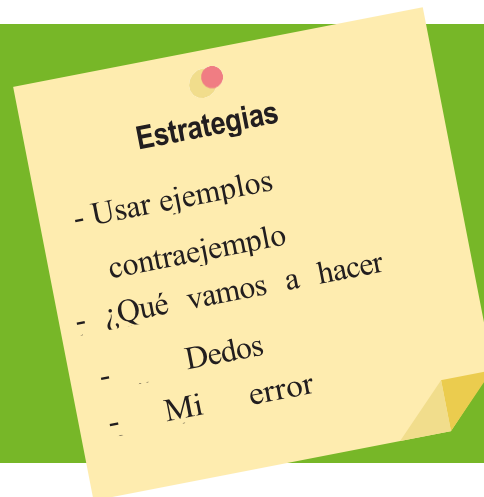 Estrategias
- Usar ejemplos
contraejemplo
- ¿Qué vamos a hacer
- Dedos
- Mi error